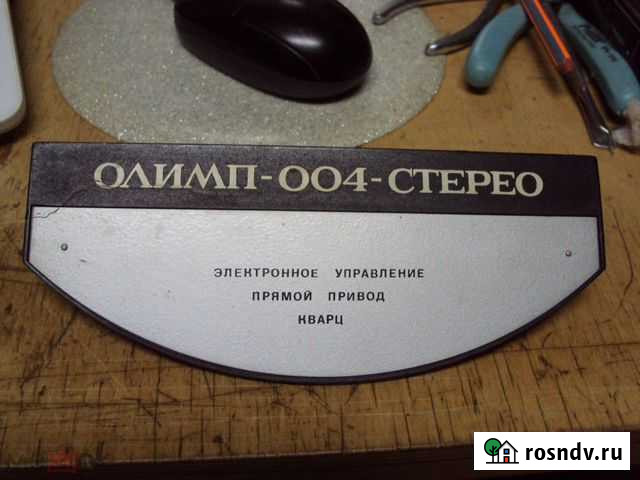 ОЛИМП-004-СТЕРЕО
ЭЛЕКТРОННОЕ УПРАВЛЕНИЕ
ПРЯМОЙ ПРИВОД
КВАРЦ
rosndv.ru